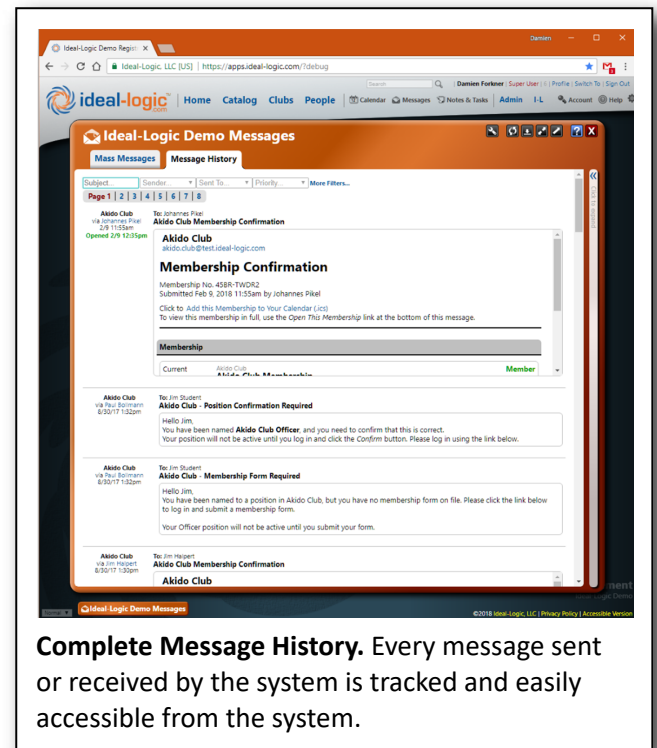 Damien
Ideal-Logic Demo Regist
Ideal-Logic, LLC [US] | https://apps.ideal-logic.com/?debug
Search
Damien Forkner | Super User | | Profile | Switch To | Sign Out
ideal-logic.com | Home Catalog Clubs People | Calendar Messages Notes & Tasks | Admin I-L Account Help
Ideal-Logic Demo Messages
Mass Messages Message History
Subject... Sender... Sent To... Priority... More Filters...
Page 1 | 2 | 3 | 4 | 5 | 6 | 7 | 8
Click to expand
Akido Club
via Johannes Pikel
2/9 11:55am
Opened 2/9 12:35pm
To: Johannes Pikel
Akido Club Membership Confirmation
Akido Club
akido.club@test.ideal-logic.com
Membership Confirmation
Membership No. 458R-TWDR2
Submitted Feb 9, 2018 11:55am by Johannes Pikel
Click to Add this Membership to Your Calendar (.ics)
To view this membership in full, use the Open This Membership link at the bottom of this message.
Membership
Current Akido Club Member
Akido Club Membership
Akido Club
via Paul Bollmann
8/30/17 1:32pm
To: Jim Student
Akido Club - Position Confirmation Required
Hello Jim,
You have been named Akido Club Officer, and you need to confirm that this is correct.
Your position will not be active until you log in and click the Confirm button. Please log in using the link below.
Akido Club
via Paul Bollmann
8/30/17 1:32pm
To: Jim Student
Akido Club - Membership Form Required
Hello Jim,
You have been named to a position in Akido Club, but you have no membership form on file. Please click the link below
to log in and submit a membership form.
Your Officer position will not be active until you submit your form.
Akido Club
via Jim Halpert
8/30/17 1:30pm
To: Jim Halpert
Akido Club Membership Confirmation
Akido Club
Normal
Ideal-Logic Demo Messages
©2018 Ideal-Logic, LLC | Privacy Policy | Accessible Version
Complete Message History. Every message sent
or received by the system is tracked and easily
accessible from the system.